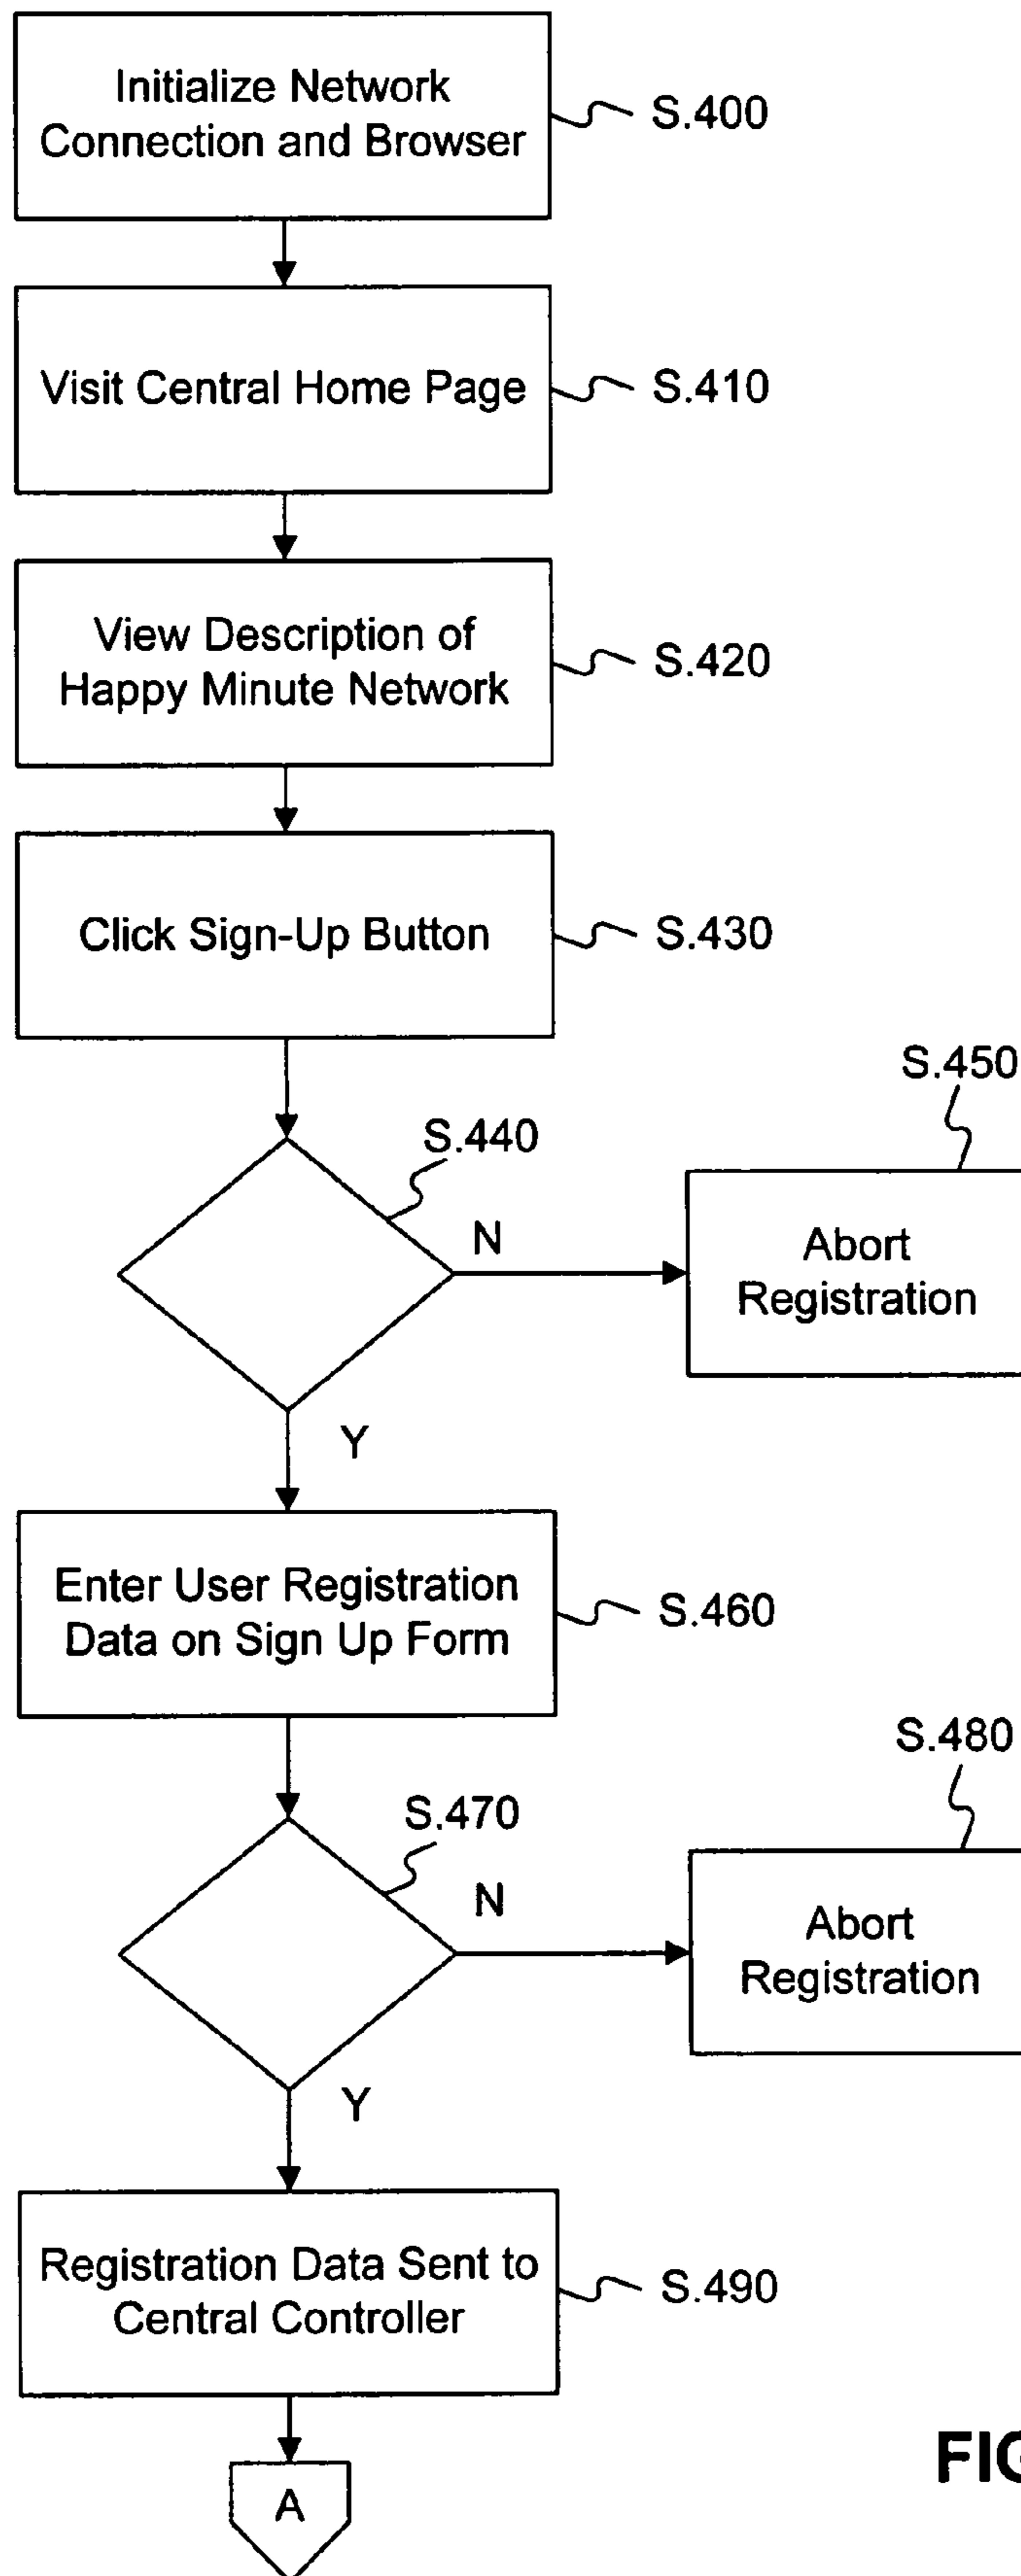 Initialize Network
Connection and Browser
S.400
Visit Central Home Page
S.410
View Description of
Happy Minute Network
S.420
Click Sign-Up Button
S.430
S.440
N
S.450
Abort
Registration
Y
Enter User Registration
Data on Sign Up Form
S.460
S.470
N
S.480
Abort
Registration
Y
Registration Data Sent to
Central Controller
S.490
A